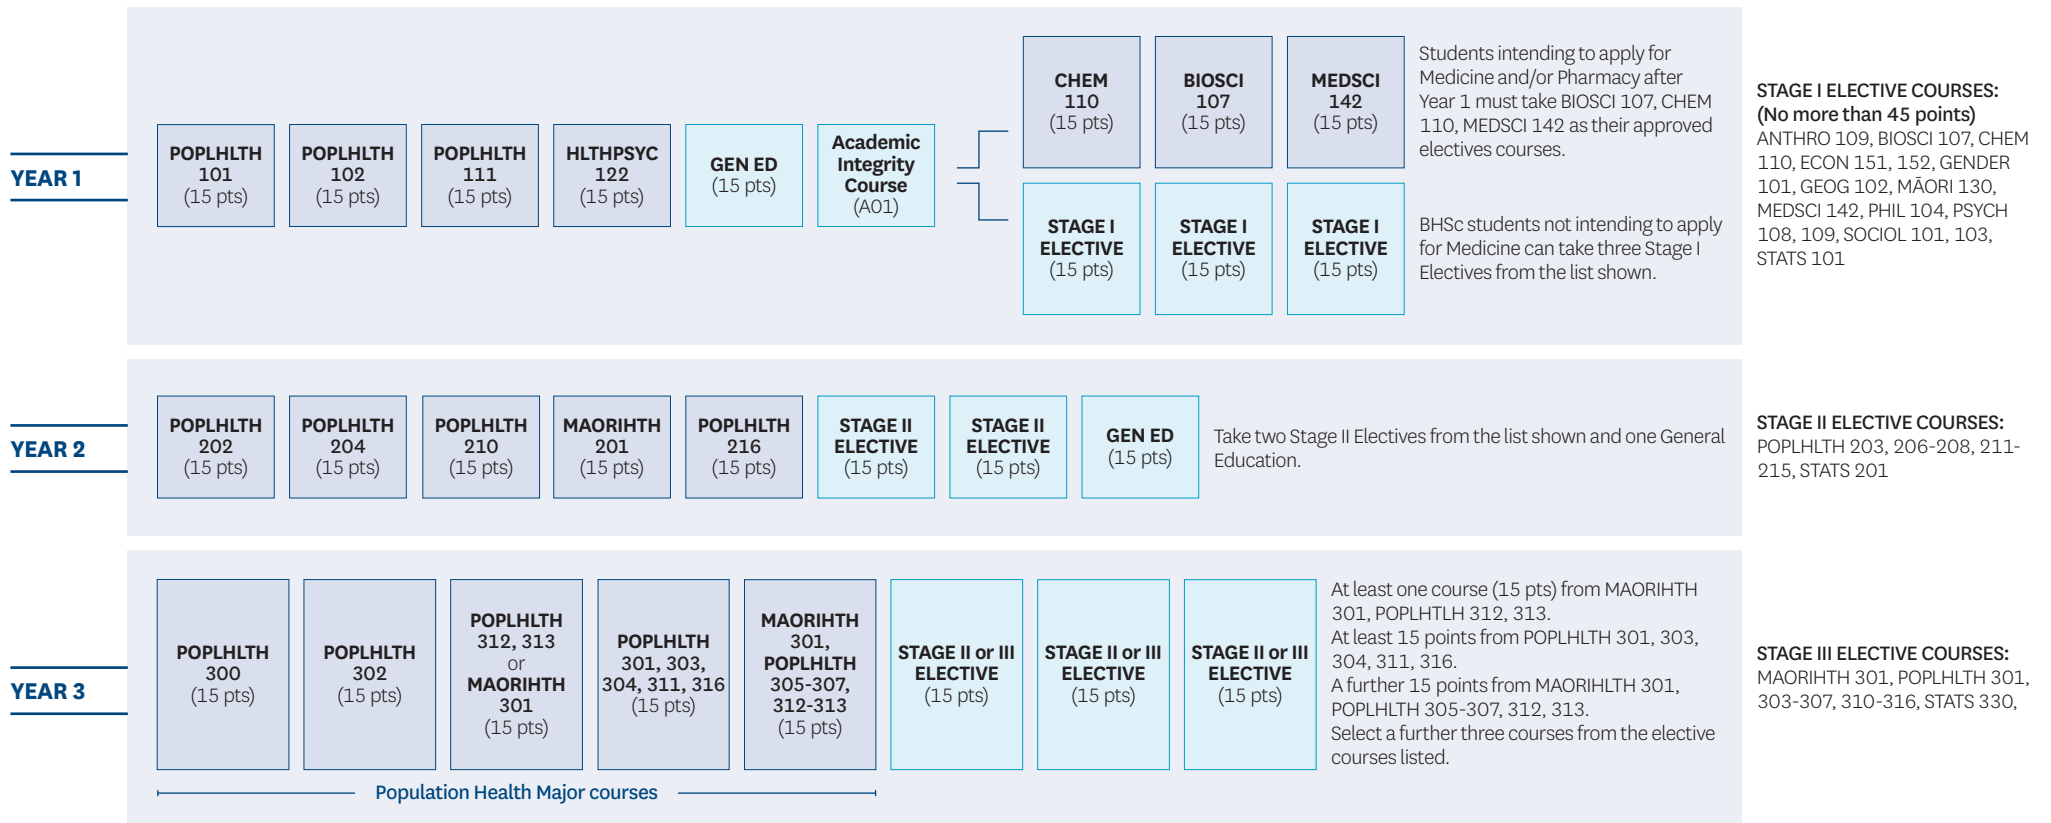 YEAR 1
POPLHLTH
101
(15 pts)
POPLHLTH
102
(15 pts)
POPLHLTH
111
(15 pts)
HLTHPSYC
122
(15 pts)
GEN ED
(15 pts)
Academic
Integrity
Course
(A01)
CHEM
110
(15 pts)
BIOSCI
107
(15 pts)
MEDSCI
142
(15 pts)
Students intending to apply for
Medicine and/or Pharmacy after
Year 1 must take BIOSCI 107, CHEM
110, MEDSCI 142 as their approved
electives courses.
STAGE I
ELECTIVE
(15 pts)
STAGE I
ELECTIVE
(15 pts)
STAGE I
ELECTIVE
(15 pts)
BHSc students not intending to apply
for Medicine can take three Stage I
Electives from the list shown.
STAGE I ELECTIVE COURSES:
(No more than 45 points)
ANTHRO 109, BIOSCI 107, CHEM
110, ECON 151, 152, GENDER
101, GEOG 102, MĀORI 130,
MEDSCI 142, PHIL 104, PSYCH
108, 109, SOCIOL 101, 103,
STATS 101
YEAR 2
POPLHLTH
202
(15 pts)
POPLHLTH
204
(15 pts)
POPLHLTH
210
(15 pts)
MAORIHTH
201
(15 pts)
POPLHLTH
216
(15 pts)
STAGE II
ELECTIVE
(15 pts)
STAGE II
ELECTIVE
(15 pts)
GEN ED
(15 pts)
Take two Stage II Electives from the list shown and one General
Education.
STAGE II ELECTIVE COURSES:
POPLHLTH 203, 206-208, 211-
215, STATS 201
YEAR 3
POPLHLTH
300
(15 pts)
POPLHLTH
302
(15 pts)
POPLHLTH
312, 313
or
MAORIHTH
301
(15 pts)
POPLHLTH
301, 303,
304, 311, 316
(15 pts)
MAORIHTH
301,
POPLHLTH
305-307,
312-313
(15 pts)
STAGE II or III
ELECTIVE
(15 pts)
STAGE II or III
ELECTIVE
(15 pts)
STAGE II or III
ELECTIVE
(15 pts)
At least one course (15 pts) from MAORIHTH
301, POPLHTLH 312, 313.
At least 15 points from POPLHLTH 301, 303,
304, 311, 316.
A further 15 points from MAORIHLTH 301,
POPLHLTH 305-307, 312, 313.
Select a further three courses from the elective
courses listed.
STAGE III ELECTIVE COURSES:
MAORIHTH 301, POPLHLTH 301,
303-307, 310-316, STATS 330,
Population Health Major courses